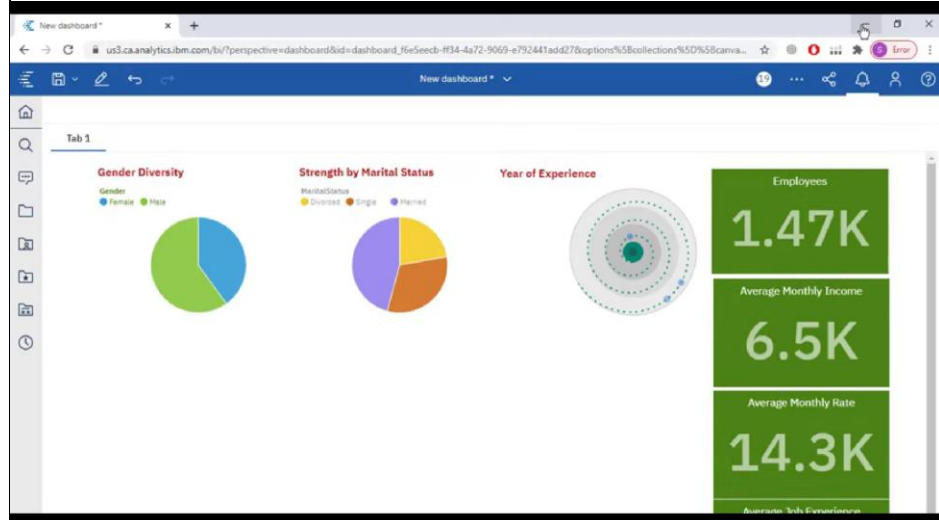 New dashboard*
us3.ca.analytics.ibm.com/bi/?perspective=dashboard&id=dashboard_f6e5eecb-ff34-4a72-9069-e792441add27&options%5Bcollections%5D%5Bcanva...
S Error
New dashboard *
19
Tab 1
Gender Diversity
Gender
Female Male
Strength by Marital Status
MaritalStatus
Divorced Single Married
Year of Experience
Employees
1.47K
Average Monthly Income
6.5K
Average Monthly Rate
14.3K
Average Job Experience